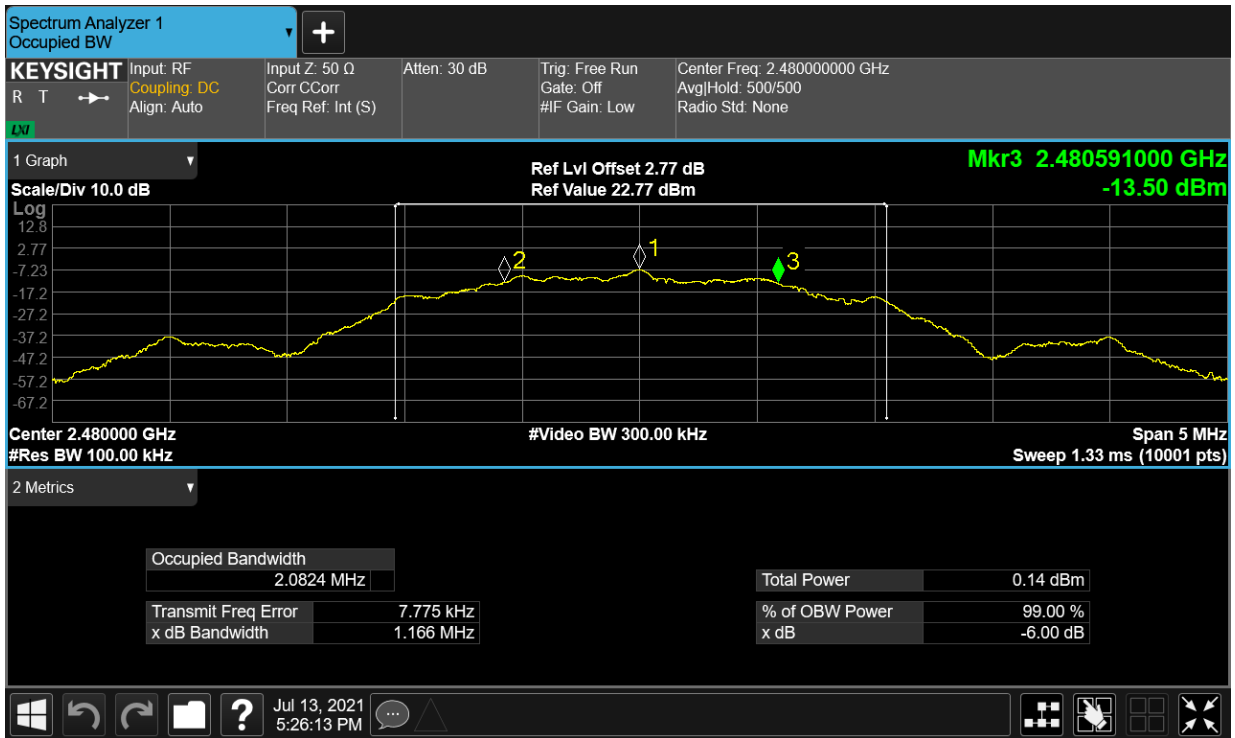 Spectrum Analyzer 1
Occupied BW
KEYSIGHT
R T
LXI
Input: RF
Coupling: DC
Align: Auto
Input Z: 50 Ω
Corr CCorr
Freq Ref: Int (S)
Atten: 30 dB
Trig: Free Run
Gate: Off
#IF Gain: Low
Center Freq: 2.480000000 GHz
Avg|Hold: 500/500
Radio Std: None
1 Graph
Scale/Div 10.0 dB
Ref Lvl Offset 2.77 dB
Ref Value 22.77 dBm
Mkr3 2.480591000 GHz
-13.50 dBm
Log
12.8
2.77
-7.23
-17.2
-27.2
-37.2
-47.2
-57.2
-67.2
2
1
3
Center 2.480000 GHz
#Video BW 300.00 kHz
Span 5 MHz
#Res BW 100.00 kHz
Sweep 1.33 ms (10001 pts)
2 Metrics
Occupied Bandwidth
2.0824 MHz
Transmit Freq Error 7.775 kHz
x dB Bandwidth 1.166 MHz
Total Power 0.14 dBm
% of OBW Power 99.00 %
x dB -6.00 dB
?
Jul 13, 2021
5:26:13 PM